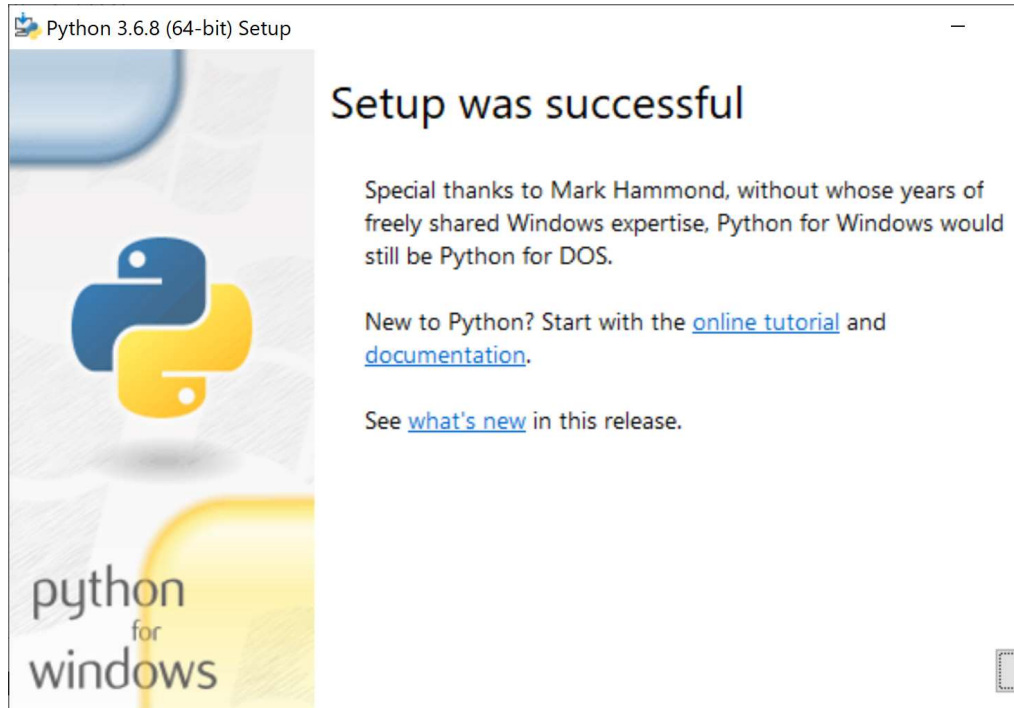 Python 3.6.8 (64-bit) Setup
Setup was successful
Special thanks to Mark Hammond, without whose years of
freely shared Windows expertise, Python for Windows would
still be Python for DOS.
New to Python? Start with the online tutorial and
documentation.
See what's new in this release.
python
for
windows